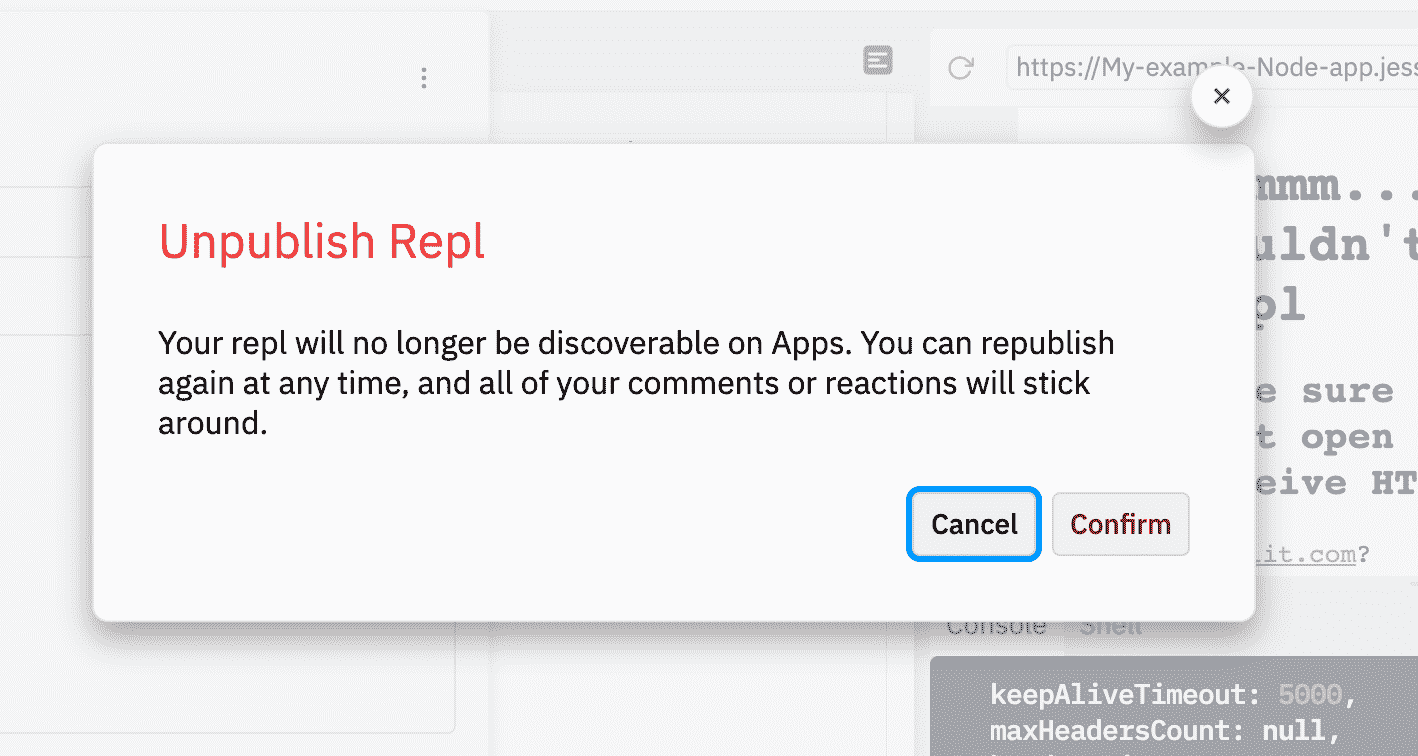 https://My-example-Node-app.jess
mmm...
uldn't
pl
Unpublish Repl
Your repl will no longer be discoverable on Apps. You can republish
again at any time, and all of your comments or reactions will stick
around.
e sure
t open
eive HT
Cancel
Confirm
lit.com?
Console Shell
keepAliveTimeout: 5000,
maxHeadersCount: null,